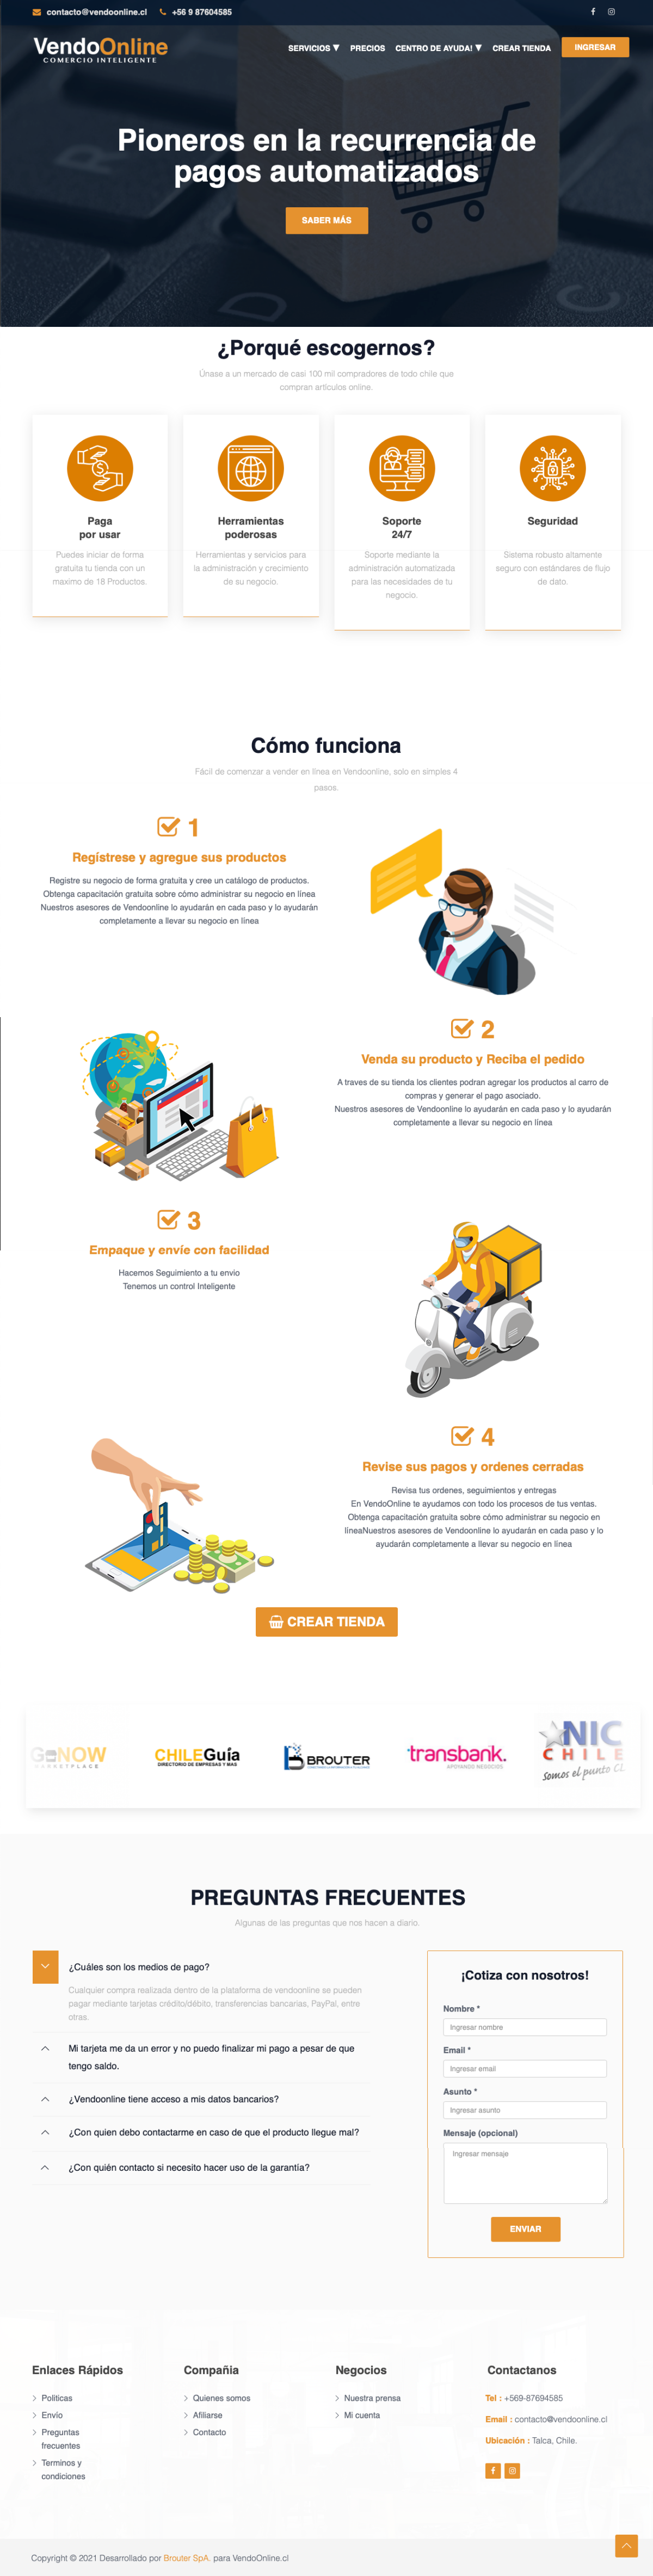 contacto@vendoonline.cl +56 9 87604585
VendoOnline
COMERCIO INTELIGENTE
SERVICIOS PRECIOS CENTRO DE AYUDA! CREAR TIENDA INGRESAR
Pioneros en la recurrencia de
pagos automatizados
SABER MÁS
¿Porqué escogernos?
Únase a un mercado de casi 100 mil compradores de todo chile que
compran artículos online.
Paga
por usar
Puedes iniciar de forma
gratuita tu tienda con un
maximo de 18 Productos.
Herramientas
poderosas
Herramientas y servicios para
la administración y crecimiento
de su negocio.
Soporte
24/7
Soporte mediante la
administración automatizada
para las necesidades de tu
negocio.
Seguridad
Sistema robusto altamente
seguro con estándares de flujo
de dato.
Cómo funciona
Fácil de comenzar a vender en línea en Vendoonline, solo en simples 4
pasos.
1
Regístrese y agregue sus productos
Registre su negocio de forma gratuita y cree un catálogo de productos.
Obtenga capacitación gratuita sobre cómo administrar su negocio en línea
Nuestros asesores de Vendoonline lo ayudarán en cada paso y lo ayudarán
completamente a llevar su negocio en línea
2
Venda su producto y Reciba el pedido
A traves de su tienda los clientes podran agregar los productos al carro de
compras y generar el pago asociado.
Nuestros asesores de Vendoonline lo ayudarán en cada paso y lo ayudarán
completamente a llevar su negocio en línea
3
Empaque y envíe con facilidad
Hacemos Seguimiento a tu envio
Tenemos un control Inteligente
4
Revise sus pagos y ordenes cerradas
Revisa tus ordenes, seguimientos y entregas
En VendoOnline te ayudamos con todo los procesos de tus ventas.
Obtenga capacitación gratuita sobre cómo administrar su negocio en
líneaNuestros asesores de Vendoonline lo ayudarán en cada paso y lo
ayudarán completamente a llevar su negocio en línea
CREAR TIENDA
NOW
CHILEGuía
DIRECTORIO DE EMPRESAS Y MAS
BROUTER
transbank.
APOYANDO NEGOCIOS
NIC
CHILE
somos el punto CL
PREGUNTAS FRECUENTES
Algunas de las preguntas que nos hacen a diario.
¿Cuáles son los medios de pago?
Cualquier compra realizada dentro de la plataforma de vendoonline se pueden
pagar mediante tarjetas crédito/débito, transferencias bancarias, PayPal, entre
otras.
Mi tarjeta me da un error y no puedo finalizar mi pago a pesar de que
tengo saldo.
¿Vendoonline tiene acceso a mis datos bancarios?
¿Con quien debo contactarme en caso de que el producto llegue mal?
¿Con quién contacto si necesito hacer uso de la garantía?
¡Cotiza con nosotros!
Nombre *
Ingresar nombre
Email *
Ingresar email
Asunto *
Ingresar asunto
Mensaje (opcional)
Ingresar mensaje
ENVIAR
Enlaces Rápidos
Politicas
Envío
Preguntas
frecuentes
Terminos y
condiciones
Compañia
Quienes somos
Afiliarse
Contacto
Negocios
Nuestra prensa
Mi cuenta
Contactanos
Tel : +569-87694585
Email : contacto@vendoonline.cl
Ubicación : Talca, Chile.
Copyright © 2021 Desarrollado por Brouter SpA. para VendoOnline.cl